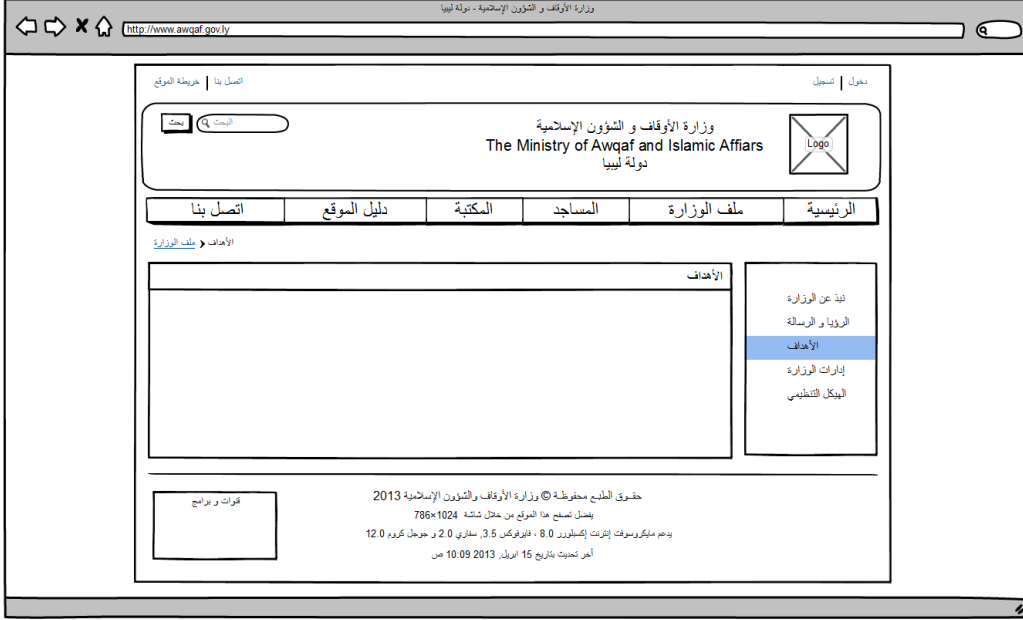 وزارة الأوقاف و الشؤون الإسلامية - دولة ليبيا
http://www.awqaf.gov.ly
دخول | تسجيل
اتصل بنا | خريطة الموقع
وزارة الأوقاف و الشؤون الإسلامية
The Ministry of Awqaf and Islamic Affiars
دولة ليبيا
Logo
البحث
بحث
الرئيسية
ملف الوزارة
المساجد
المكتبة
دليل الموقع
اتصل بنا
الأهداف
ملف الوزارة
الأهداف
نبذ عن الوزارة
الرؤيا و الرسالة
الأهداف
إدارات الوزارة
الهيكل التنظيمي
حقـوق الطبـع محفوظـة © وزارة الأوقاف والشؤون الإسلامية 2013
يفضل تصفح هذا الموقع من خلال شاشة 1024×786
يدعم مايكروسوفت إنترنت إكسبلورر 8.0 ، فايرفوكس 3.5, سفاري 2.0 و جوجل كروم 12.0
آخر تحديث بتاريخ 15 ابريل, 2013 10:09 ص
قنوات و برامج